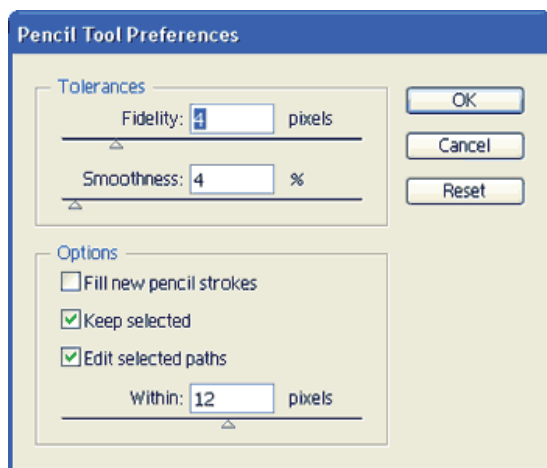 Pencil Tool Preferences
Tolerances
Fidelity: 4 pixels
Smoothness: 4 %
OK
Cancel
Reset
Options
Fill new pencil strokes
Keep selected
Edit selected paths
Within: 12 pixels